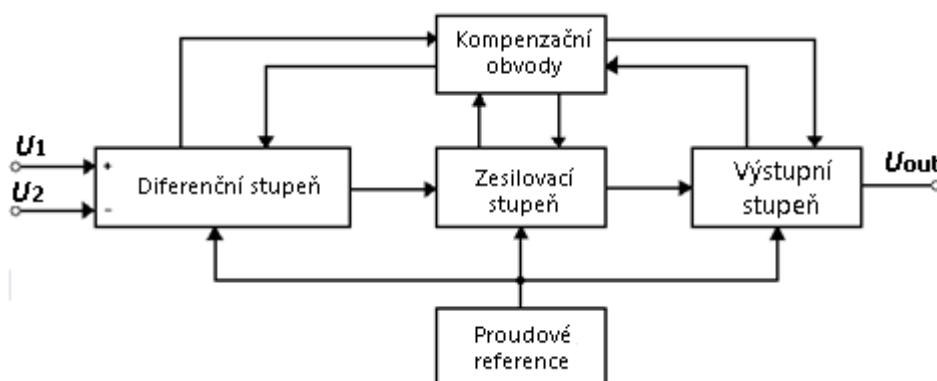 Kompenzační
obvody
U1
+
Diferenční stupeň
Zesilovací
stupeň
Výstupní
stupeň
Uout
U2
-
Proudové
reference